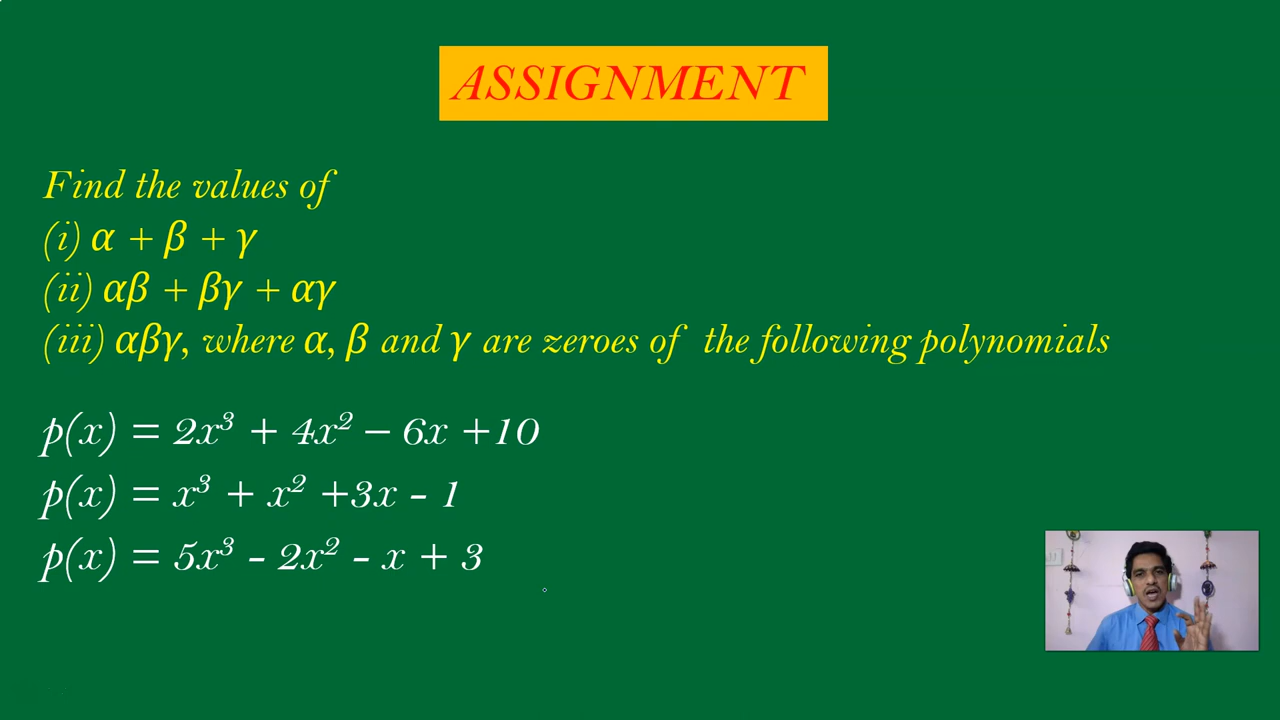 ASSIGNMENT
Find the values of
(i) α + β + γ
(ii) αβ + βγ + αγ
(iii) αβγ, where α, β and γ are zeroes of the following polynomials
p(x) = 2x³ + 4x² – 6x +10
p(x) = x³ + x² +3x - 1
p(x) = 5x³ - 2x² - x + 3